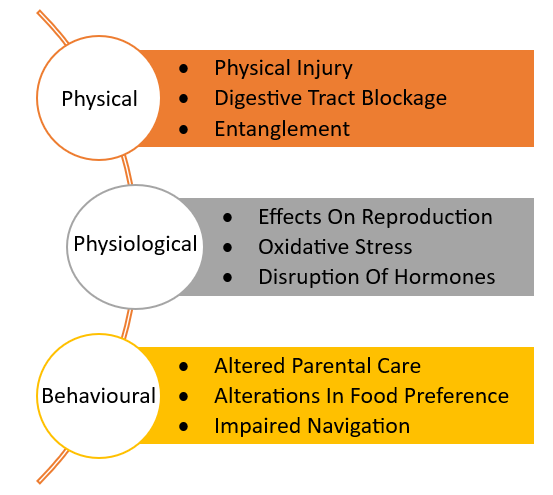 Physical
• Physical Injury
• Digestive Tract Blockage
• Entanglement
Physiological
• Effects On Reproduction
• Oxidative Stress
• Disruption Of Hormones
Behavioural
• Altered Parental Care
• Alterations In Food Preference
• Impaired Navigation